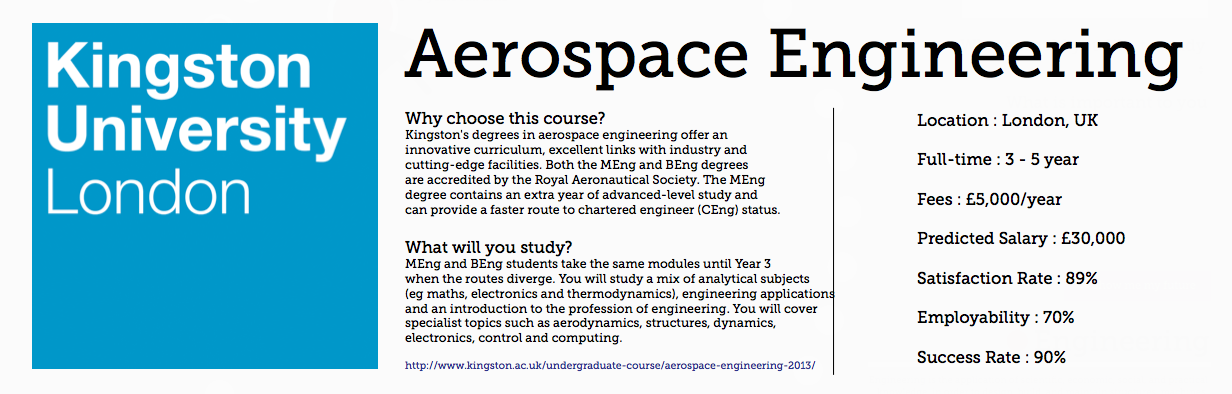 Kingston
University
London
Aerospace Engineering
Why choose this course?
Kingston's degrees in aerospace engineering offer an
innovative curriculum, excellent links with industry and
cutting-edge facilities. Both the MEng and BEng degrees
are accredited by the Royal Aeronautical Society. The MEng
degree contains an extra year of advanced-level study and
can provide a faster route to chartered engineer (CEng) status.
What will you study?
MEng and BEng students take the same modules until Year 3
when the routes diverge. You will study a mix of analytical subjects
(eg maths, electronics and thermodynamics), engineering applications
and an introduction to the profession of engineering. You will cover
specialist topics such as aerodynamics, structures, dynamics,
electronics, control and computing.
http://www.kingston.ac.uk/undergraduate-course/aerospace-engineering-2013/
Location : London, UK
Full-time : 3 - 5 year
Fees : £5,000/year
Predicted Salary : £30,000
Satisfaction Rate : 89%
Employability : 70%
Success Rate : 90%